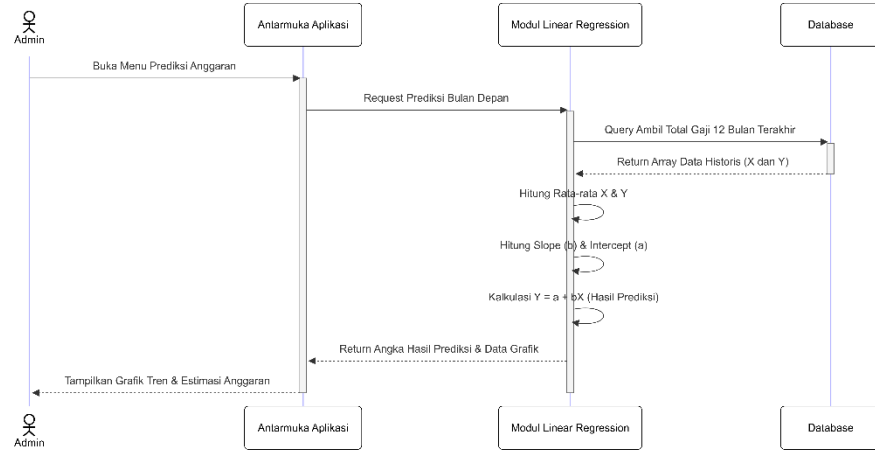 Admin
Antarmuka Aplikasi
Modul Linear Regression
Database
Buka Menu Prediksi Anggaran
Request Prediksi Bulan Depan
Query Ambil Total Gaji 12 Bulan Terakhir
Return Array Data Historis (X dan Y)
Hitung Rata-rata X & Y
Hitung Slope (b) & Intercept (a)
Kalkulasi Y = a + bX (Hasil Prediksi)
Return Angka Hasil Prediksi & Data Grafik
Tampilkan Grafik Tren & Estimasi Anggaran
Admin
Antarmuka Aplikasi
Modul Linear Regression
Database